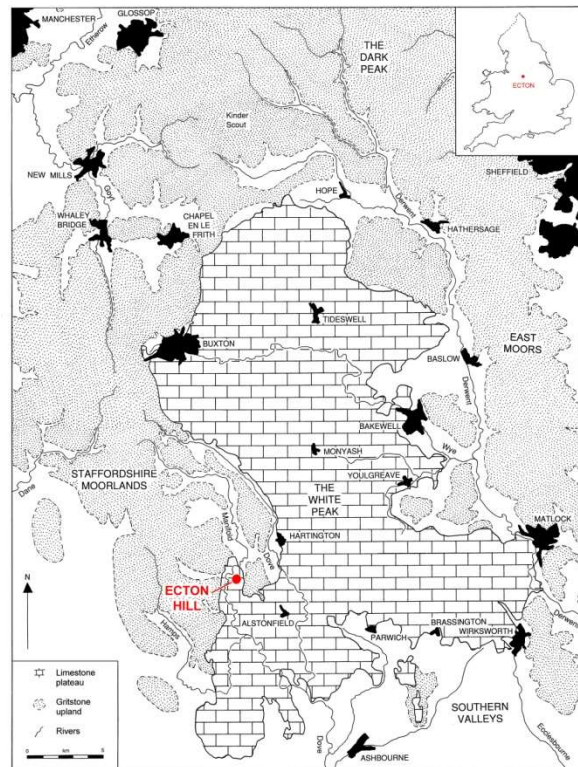 MANCHESTER
GLOSSOP
Etherow
THE
DARK
PEAK
ECTON
Kinder
Scout
SHEFFIELD
NEW MILLS
Goyt
HOPE
Derwent
WHALEY
BRIDGE
CHAPEL
EN LE
FRITH
HATHERSAGE
TIDESWELL
EAST
MOORS
BUXTON
BASLOW
Derwent
BAKEWELL
MONYASH
Wye
STAFFORDSHIRE
MOORLANDS
YOULGREAVE
Dane
THE
WHITE
PEAK
MATLOCK
Manifold
HARTINGTON
Dove
N
ECTON
HILL
ALSTONFIELD
Hamps
PARWICH
BRASSINGTON
WIRKSWORTH
Derwent
Limestone
plateau
Gritstone
upland
Rivers
0
km
5
SOUTHERN
VALLEYS
Dove
ASHBOURNE
Ecclesbourne